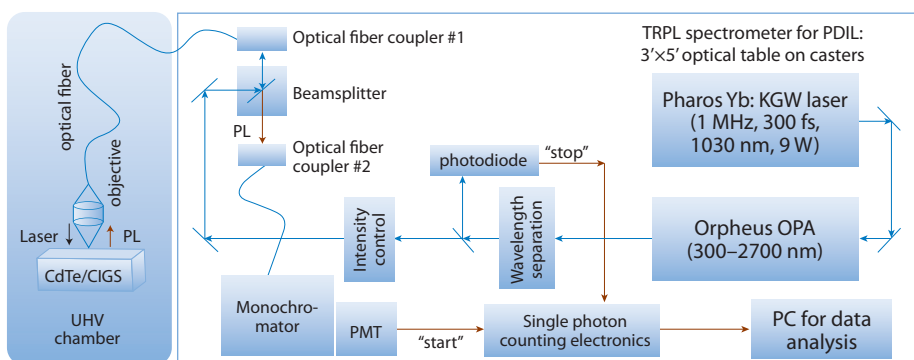 Optical fiber coupler #1
TRPL spectrometer for PDIL:
3′×5′ optical table on casters
Beamsplitter
Pharos Yb: KGW laser
(1 MHz, 300 fs,
1030 nm, 9 W)
optical fiber
PL
Optical fiber
coupler #2
photodiode
"stop"
objective
Laser
PL
Intensity
control
Wavelength
separation
Orpheus OPA
(300–2700 nm)
CdTe/CIGS
UHV
chamber
Monochro-
mator
PMT
"start"
Single photon
counting electronics
PC for data
analysis